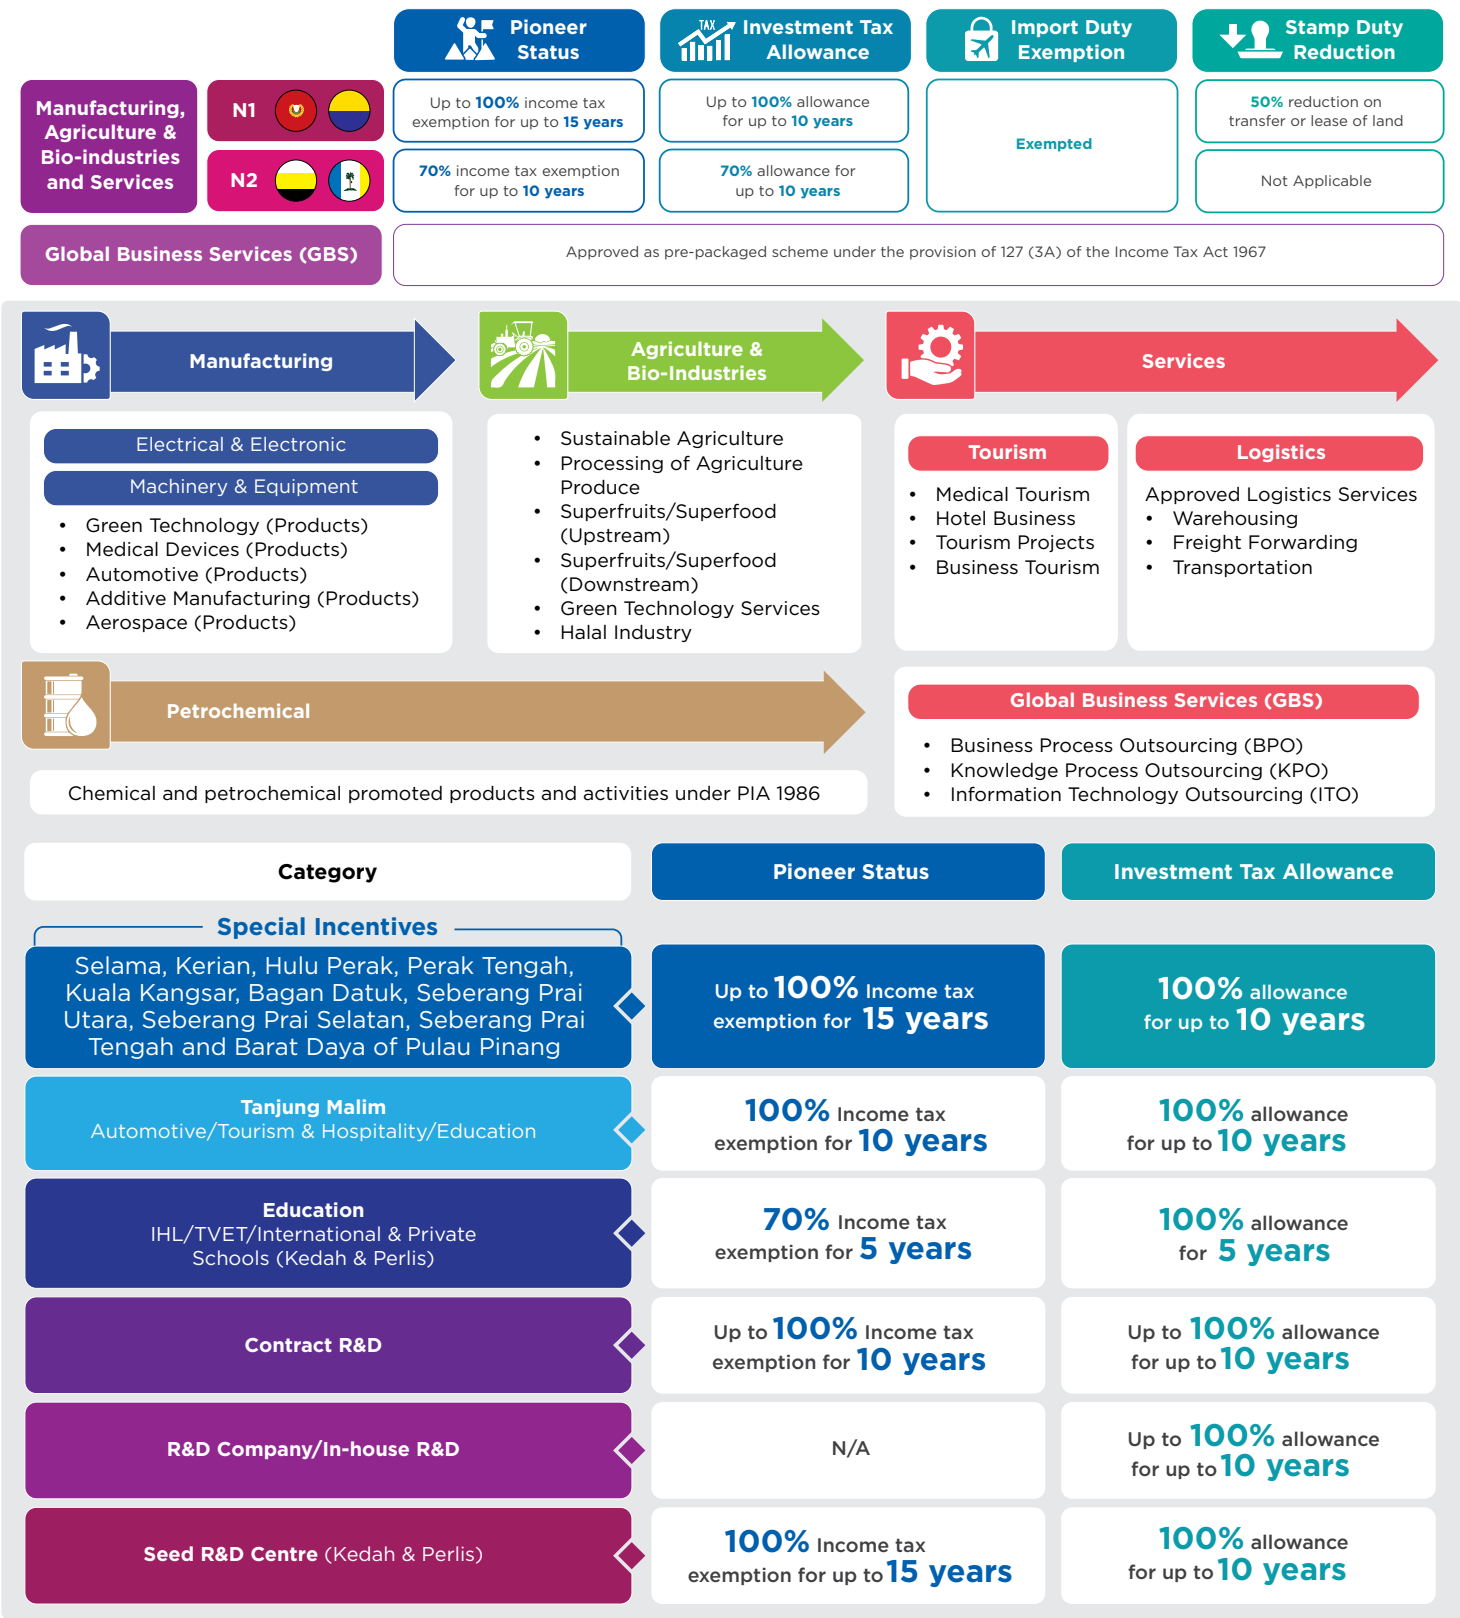 Pioneer
Status
TAX
Investment Tax
Allowance
Import Duty
Exemption
Stamp Duty
Reduction
Manufacturing,
Agriculture &
Bio-industries
and Services
N1
Up to 100% income tax
exemption for up to 15 years
Up to 100% allowance
for up to 10 years
Exempted
50% reduction on
transfer or lease of land
N2
70% income tax exemption
for up to 10 years
70% allowance for
up to 10 years
Not Applicable
Global Business Services (GBS)
Approved as pre-packaged scheme under the provision of 127 (3A) of the Income Tax Act 1967
Manufacturing
Electrical & Electronic
Machinery & Equipment
• Green Technology (Products)
• Medical Devices (Products)
• Automotive (Products)
• Additive Manufacturing (Products)
• Aerospace (Products)
Agriculture &
Bio-Industries
• Sustainable Agriculture
• Processing of Agriculture
Produce
• Superfruits/Superfood
(Upstream)
• Superfruits/Superfood
(Downstream)
• Green Technology Services
• Halal Industry
Services
Tourism
• Medical Tourism
• Hotel Business
• Tourism Projects
• Business Tourism
Logistics
Approved Logistics Services
• Warehousing
• Freight Forwarding
• Transportation
Petrochemical
Chemical and petrochemical promoted products and activities under PIA 1986
Global Business Services (GBS)
• Business Process Outsourcing (BPO)
• Knowledge Process Outsourcing (KPO)
• Information Technology Outsourcing (ITO)
Category
Pioneer Status
Investment Tax Allowance
Special Incentives
Selama, Kerian, Hulu Perak, Perak Tengah,
Kuala Kangsar, Bagan Datuk, Seberang Prai
Utara, Seberang Prai Selatan, Seberang Prai
Tengah and Barat Daya of Pulau Pinang
Up to 100% Income tax
exemption for 15 years
100% allowance
for up to 10 years
Tanjung Malim
Automotive/Tourism & Hospitality/Education
100% Income tax
exemption for 10 years
100% allowance
for up to 10 years
Education
IHL/TVET/International & Private
Schools (Kedah & Perlis)
70% Income tax
exemption for 5 years
100% allowance
for 5 years
Contract R&D
Up to 100% Income tax
exemption for 10 years
Up to 100% allowance
for up to 10 years
R&D Company/In-house R&D
N/A
Up to 100% allowance
for up to 10 years
Seed R&D Centre (Kedah & Perlis)
100% Income tax
exemption for up to 15 years
100% allowance
for up to 10 years